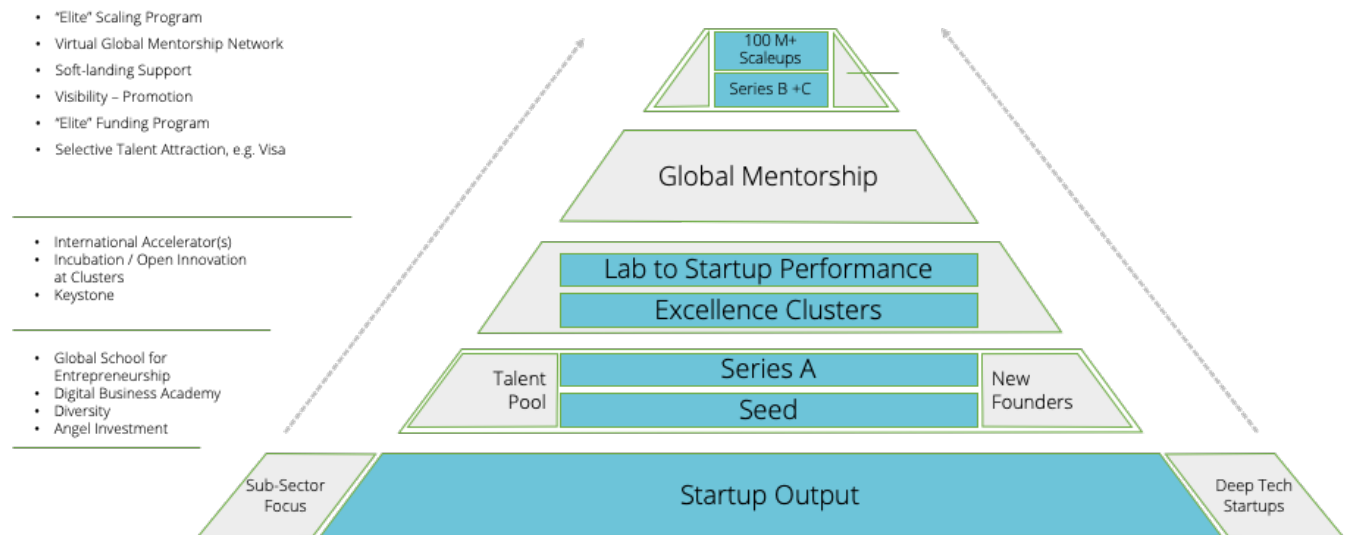 • "Elite" Scaling Program
• Virtual Global Mentorship Network
• Soft-landing Support
• Visibility – Promotion
• "Elite" Funding Program
• Selective Talent Attraction, e.g. Visa
• International Accelerator(s)
• Incubation / Open Innovation
at Clusters
• Keystone
• Global School for
Entrepreneurship
• Digital Business Academy
• Diversity
• Angel Investment
100 M+
Scaleups
Series B +C
Global Mentorship
Lab to Startup Performance
Excellence Clusters
Talent
Pool
Series A
Seed
New
Founders
Sub-Sector
Focus
Startup Output
Deep Tech
Startups